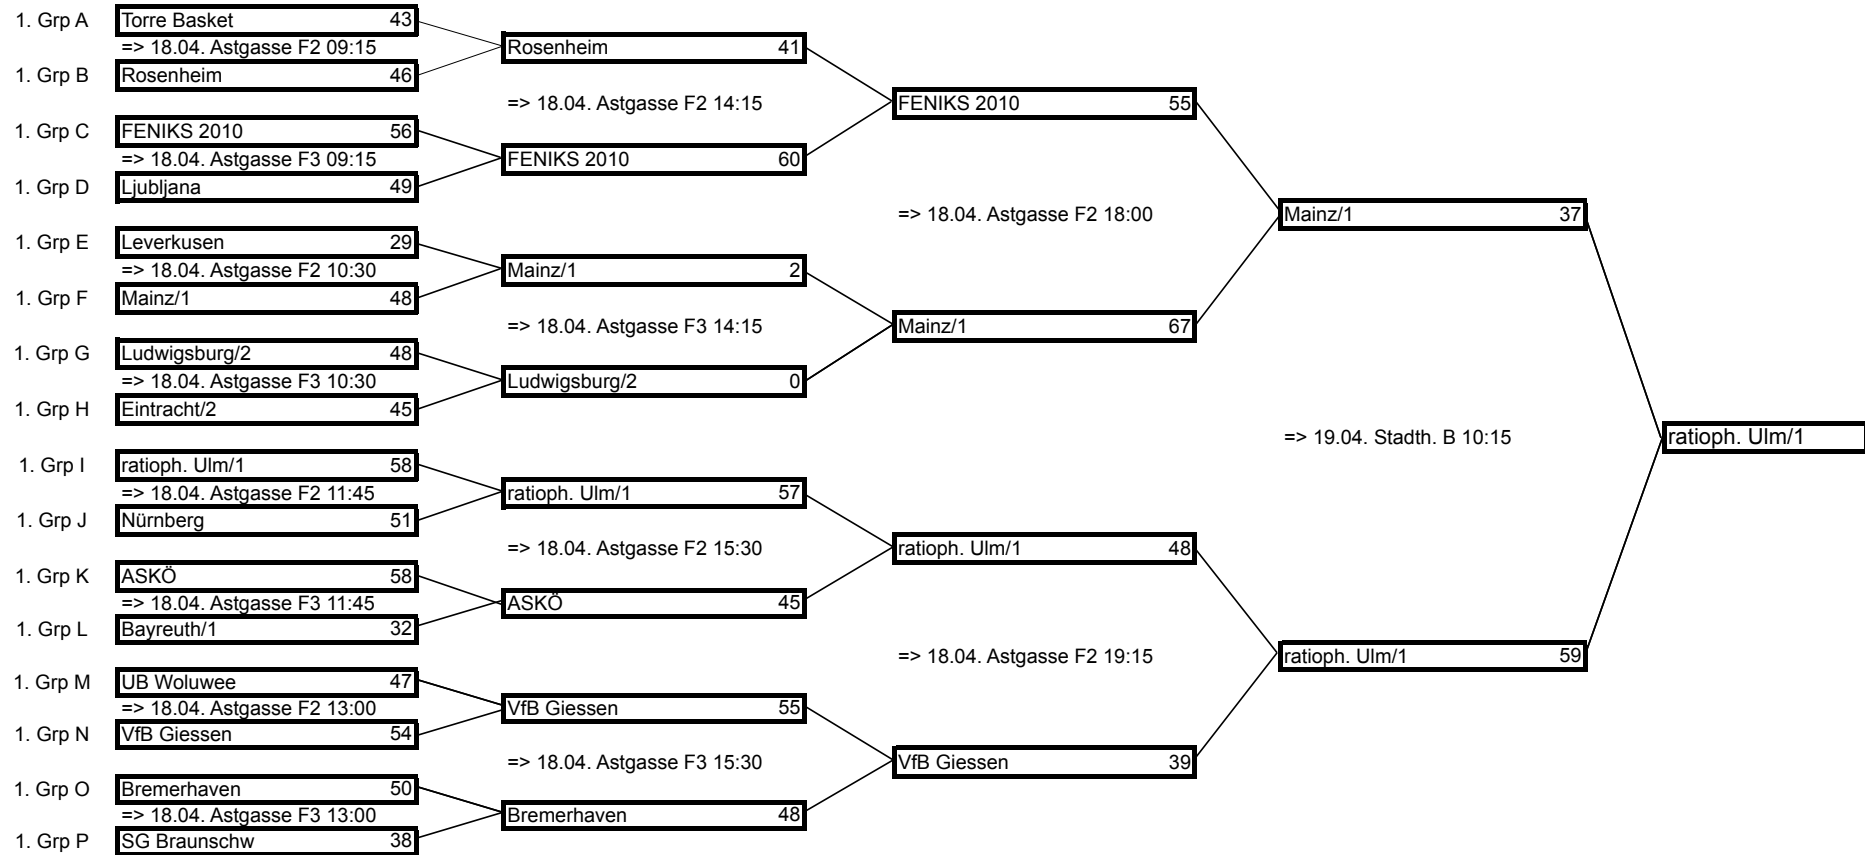 1. Grp A Torre Basket 43
=> 18.04. Astgasse F2 09:15
1. Grp B Rosenheim 46
1. Grp C FENIKS 2010 56
=> 18.04. Astgasse F3 09:15
1. Grp D Ljubljana 49
1. Grp E Leverkusen 29
=> 18.04. Astgasse F2 10:30
1. Grp F Mainz/1 48
1. Grp G Ludwigsburg/2 48
=> 18.04. Astgasse F3 10:30
1. Grp H Eintracht/2 45
1. Grp I ratioph. Ulm/1 58
=> 18.04. Astgasse F2 11:45
1. Grp J Nürnberg 51
1. Grp K ASKÖ 58
=> 18.04. Astgasse F3 11:45
1. Grp L Bayreuth/1 32
1. Grp M UB Woluwee 47
=> 18.04. Astgasse F2 13:00
1. Grp N VfB Giessen 54
1. Grp O Bremerhaven 50
=> 18.04. Astgasse F3 13:00
1. Grp P SG Braunschw 38
Rosenheim 41
=> 18.04. Astgasse F2 14:15
FENIKS 2010 60
Mainz/1 2
=> 18.04. Astgasse F3 14:15
Ludwigsburg/2 0
ratioph. Ulm/1 57
=> 18.04. Astgasse F2 15:30
ASKÖ 45
VfB Giessen 55
=> 18.04. Astgasse F3 15:30
Bremerhaven 48
FENIKS 2010 55
=> 18.04. Astgasse F2 18:00
Mainz/1 67
ratioph. Ulm/1 48
=> 18.04. Astgasse F2 19:15
VfB Giessen 39
Mainz/1 37
=> 19.04. Stadth. B 10:15
ratioph. Ulm/1 59
ratioph. Ulm/1